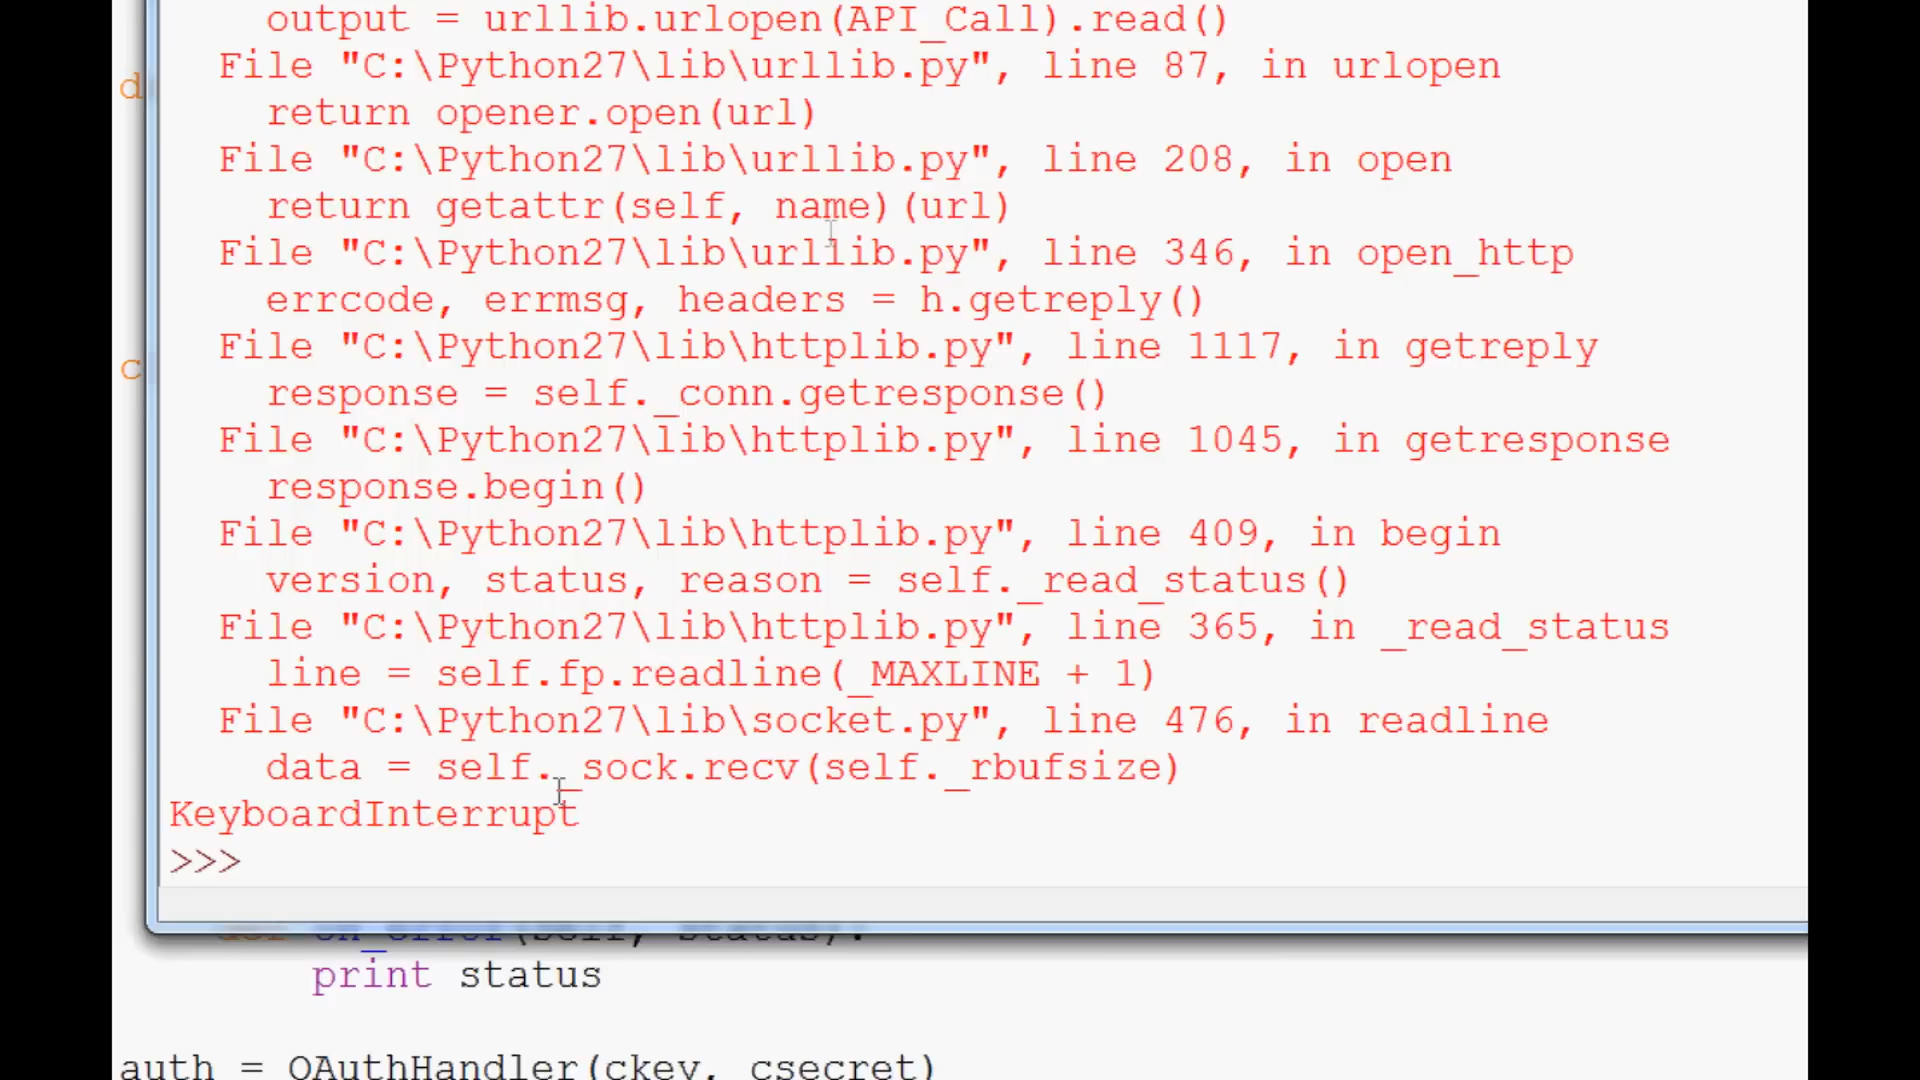 output = urllib.urlopen(API_Call).read()
File "C:\Python27\lib\urllib.py", line 87, in urlopen
d
return opener.open(url)
File "C:\Python27\lib\urllib.py", line 208, in open
return getattr(self, name)(url)
File "C:\Python27\lib\urllib.py", line 346, in open_http
errcode, errmsg, headers = h.getreply()
File "C:\Python27\lib\httplib.py", line 1117, in getreply
c
response = self._conn.getresponse()
File "C:\Python27\lib\httplib.py", line 1045, in getresponse
response.begin()
File "C:\Python27\lib\httplib.py", line 409, in begin
version, status, reason = self._read_status()
File "C:\Python27\lib\httplib.py", line 365, in _read_status
line = self.fp.readline(_MAXLINE + 1)
File "C:\Python27\lib\socket.py", line 476, in readline
data = self._sock.recv(self._rbufsize)
KeyboardInterrupt
>>>
def on_error(self, status):
print status
auth = OAuthHandler(ckey, csecret)